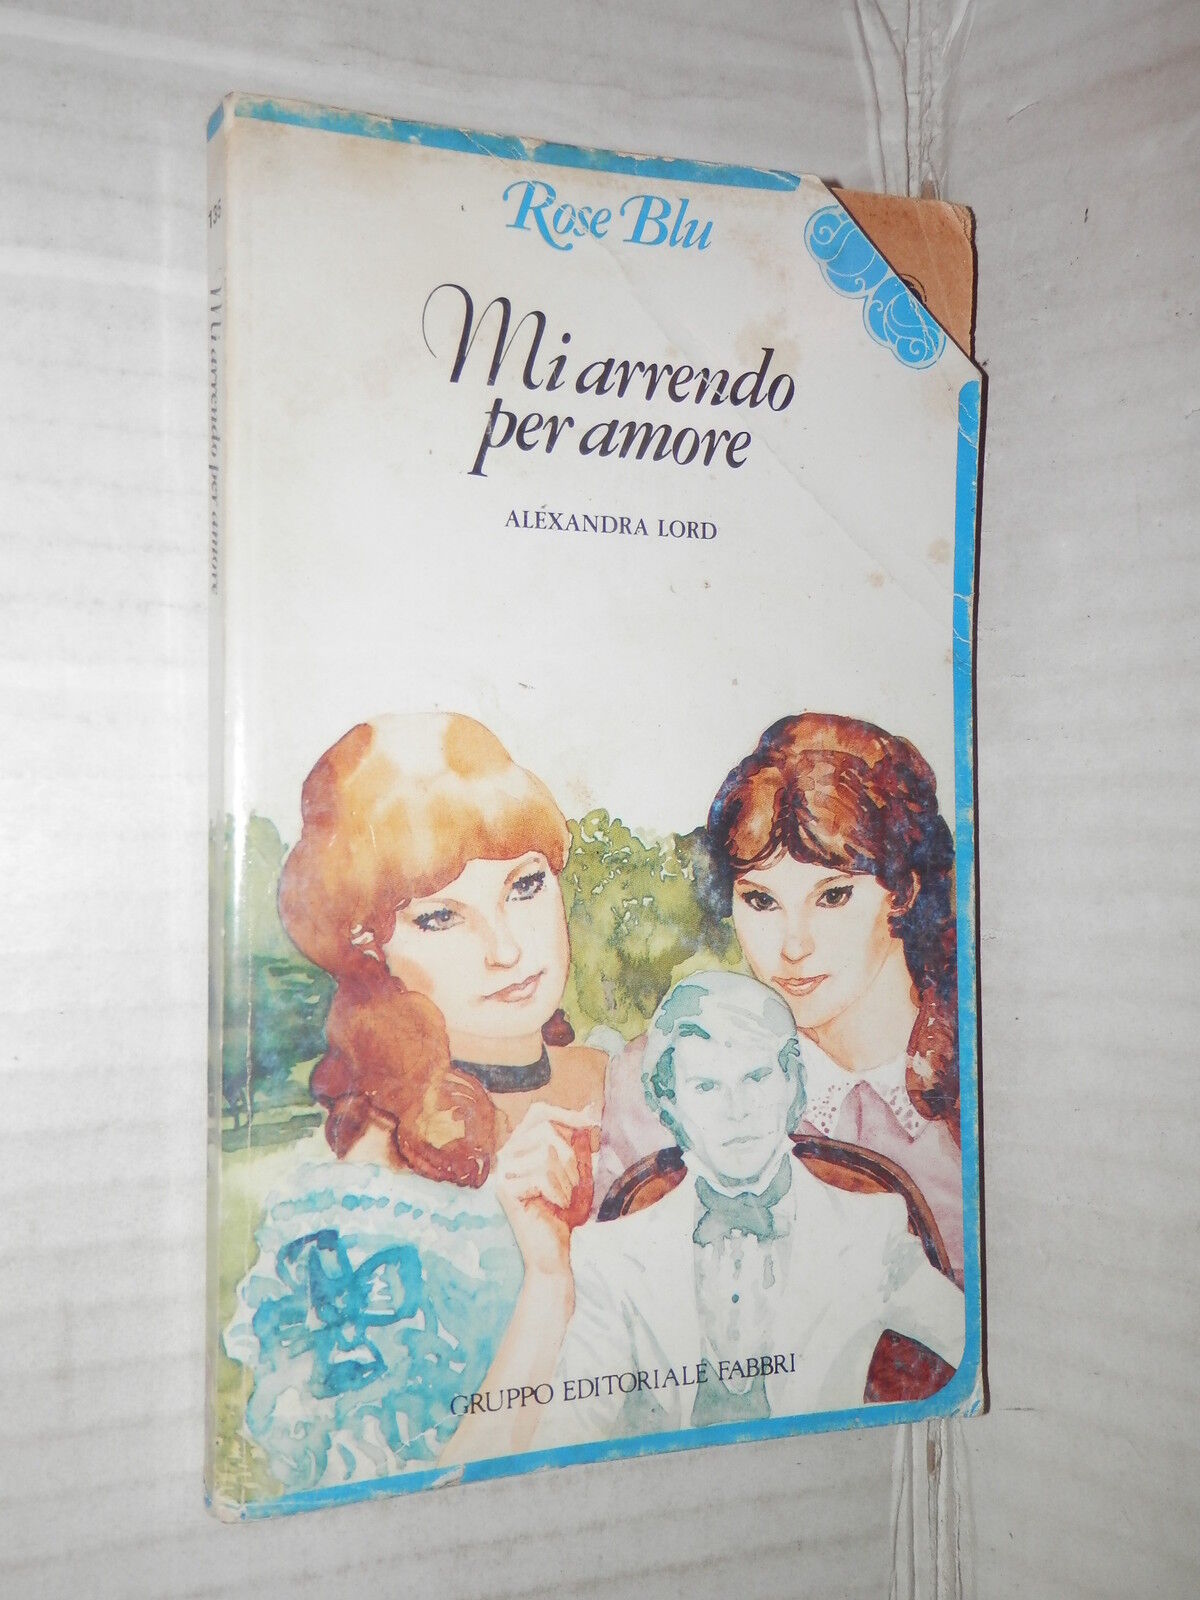 Rose Blu
Mi arrendo
per amore
ALEXANDRA LORD
GRUPPO EDITORIALE FABBRI
Mi arrendo per amore